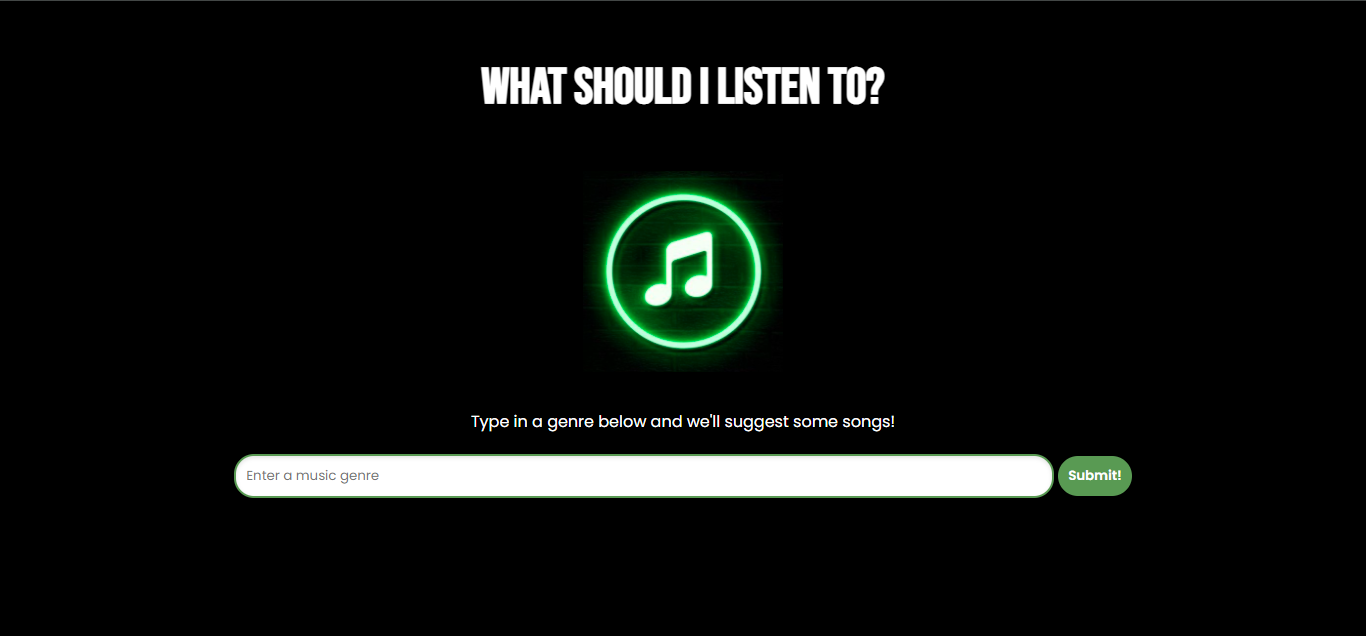 WHAT SHOULD I LISTEN TO?
Type in a genre below and we'll suggest some songs!
Enter a music genre
Submit!